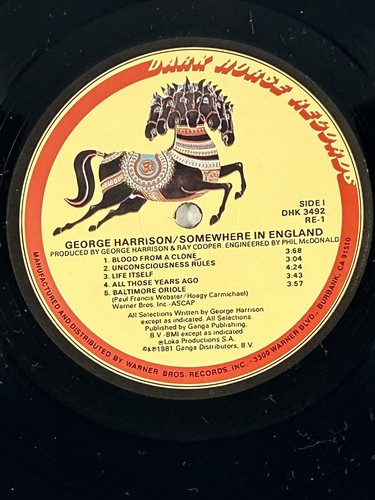 DARK HORSE RECORDS
SIDE I
DHK 3492
RE-1
GEORGE HARRISON/SOMEWHERE IN ENGLAND
PRODUCED BY GEORGE HARRISON & RAY COOPER ENGINEERED BY PHIL McDONALD
1. BLOOD FROM A CLONE 3:58
2. UNCONSCIOUSNESS RULES 3:04
3. LIFE ITSELF 4:24
4. ALL THOSE YEARS AGO 3:43
5. BALTIMORE ORIOLE 3:57
(Paul Francis Webster/Hoagy Carmichael)
Warner Bros. Inc.-ASCAP
All Selections Written by George Harrison
except as indicated. All Selections
Published by Ganga Publishing,
B.V.-BMI except as indicated.
℗Loka Productions S.A.
©&℗1981 Ganga Distributors, B.V.
MANUFACTURED AND DISTRIBUTED BY WARNER BROS. RECORDS, INC.-3300 WARNER BLVD., BURBANK, CA 91510